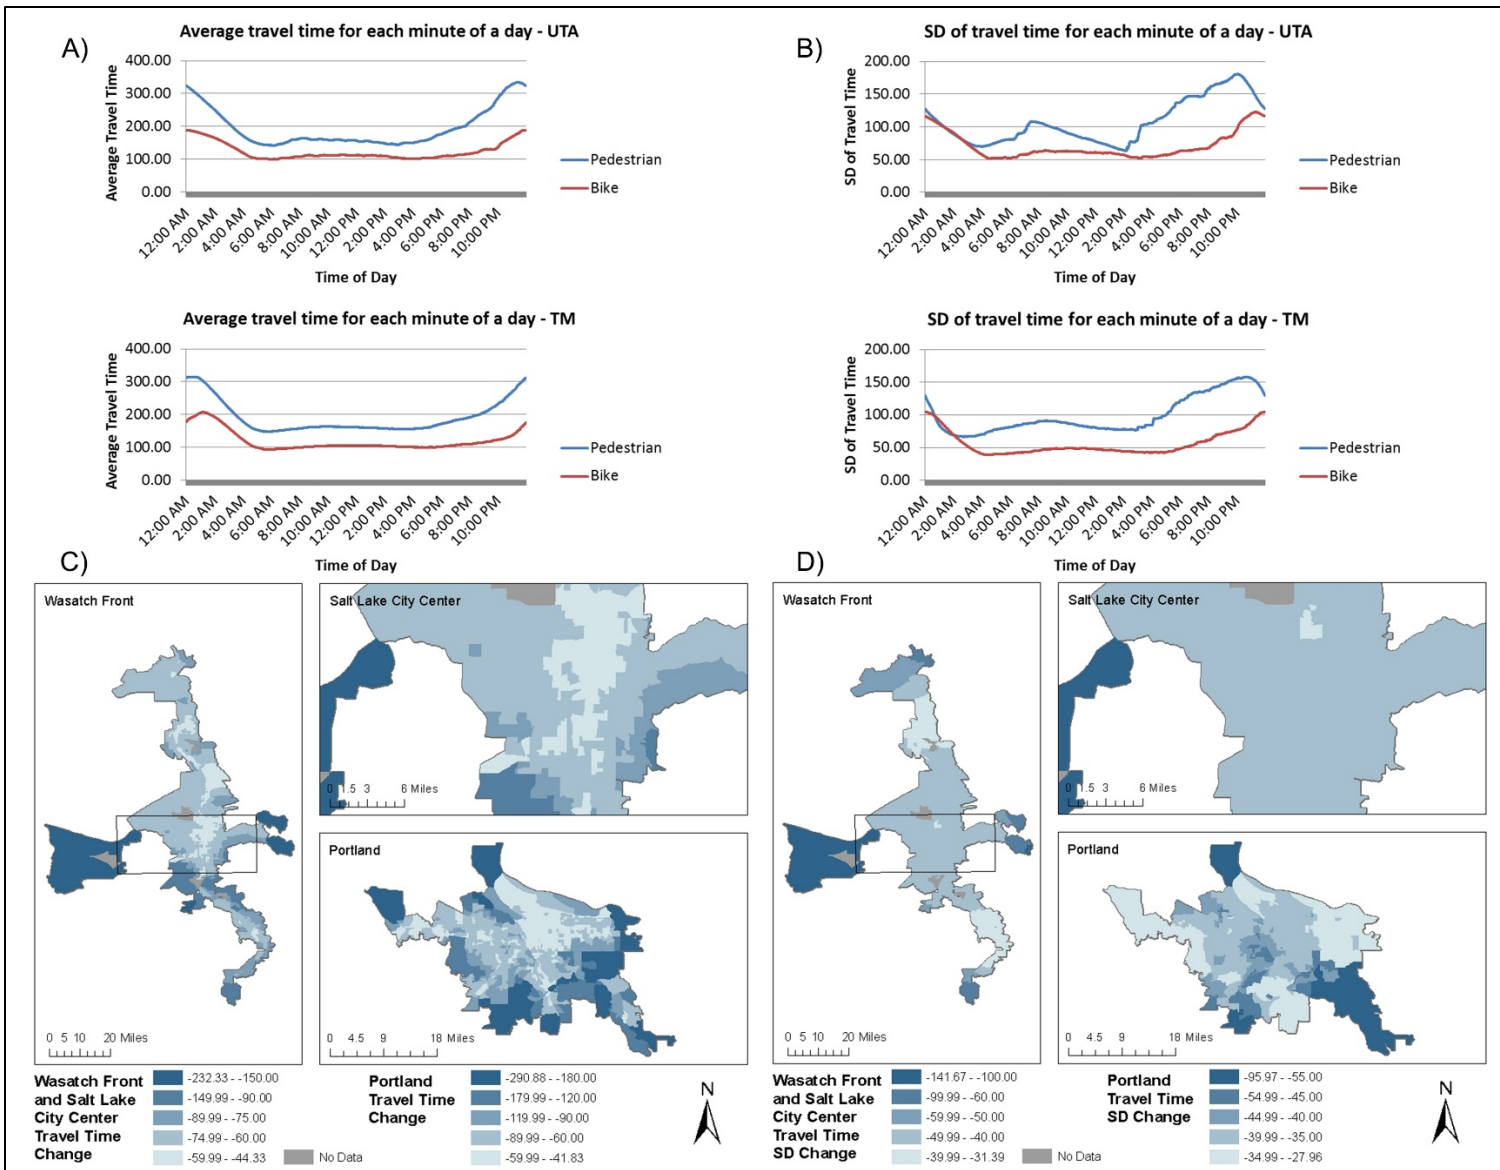 A)
Average travel time for each minute of a day - UTA
400.00
300.00
200.00
100.00
0.00
Average Travel Time
12:00 AM
2:00 AM
4:00 AM
6:00 AM
8:00 AM
10:00 AM
12:00 PM
2:00 PM
4:00 PM
6:00 PM
8:00 PM
10:00 PM
Time of Day
Pedestrian
Bike
B)
SD of travel time for each minute of a day - UTA
200.00
150.00
100.00
50.00
0.00
SD of Travel Time
12:00 AM
2:00 AM
4:00 AM
6:00 AM
8:00 AM
10:00 AM
12:00 PM
2:00 PM
4:00 PM
6:00 PM
8:00 PM
10:00 PM
Time of Day
Pedestrian
Bike
Average travel time for each minute of a day - TM
400.00
300.00
200.00
100.00
0.00
Average Travel Time
12:00 AM
2:00 AM
4:00 AM
6:00 AM
8:00 AM
10:00 AM
12:00 PM
2:00 PM
4:00 PM
6:00 PM
8:00 PM
10:00 PM
Time of Day
Pedestrian
Bike
SD of travel time for each minute of a day - TM
200.00
150.00
100.00
50.00
0.00
SD of Travel Time
12:00 AM
2:00 AM
4:00 AM
6:00 AM
8:00 AM
10:00 AM
12:00 PM
2:00 PM
4:00 PM
6:00 PM
8:00 PM
10:00 PM
Time of Day
Pedestrian
Bike
C)
Wasatch Front
0 5 10 20 Miles
Salt Lake City Center
0 1.5 3 6 Miles
Portland
0 4.5 9 18 Miles
Wasatch Front
and Salt Lake
City Center
Travel Time
Change
-232.33 - -150.00
-149.99 - -90.00
-89.99 - -75.00
-74.99 - -60.00
-59.99 - -44.33
No Data
Portland
Travel Time
Change
-290.88 - -180.00
-179.99 - -120.00
-119.99 - -90.00
-89.99 - -60.00
-59.99 - -41.83
N
D)
Wasatch Front
0 5 10 20 Miles
Salt Lake City Center
0 1.5 3 6 Miles
Portland
0 4.5 9 18 Miles
Wasatch Front
and Salt Lake
City Center
Travel Time
SD Change
-141.67 - -100.00
-99.99 - -60.00
-59.99 - -50.00
-49.99 - -40.00
-39.99 - -31.39
No Data
Portland
Travel Time
SD Change
-95.97 - -55.00
-54.99 - -45.00
-44.99 - -40.00
-39.99 - -35.00
-34.99 - -27.96
N